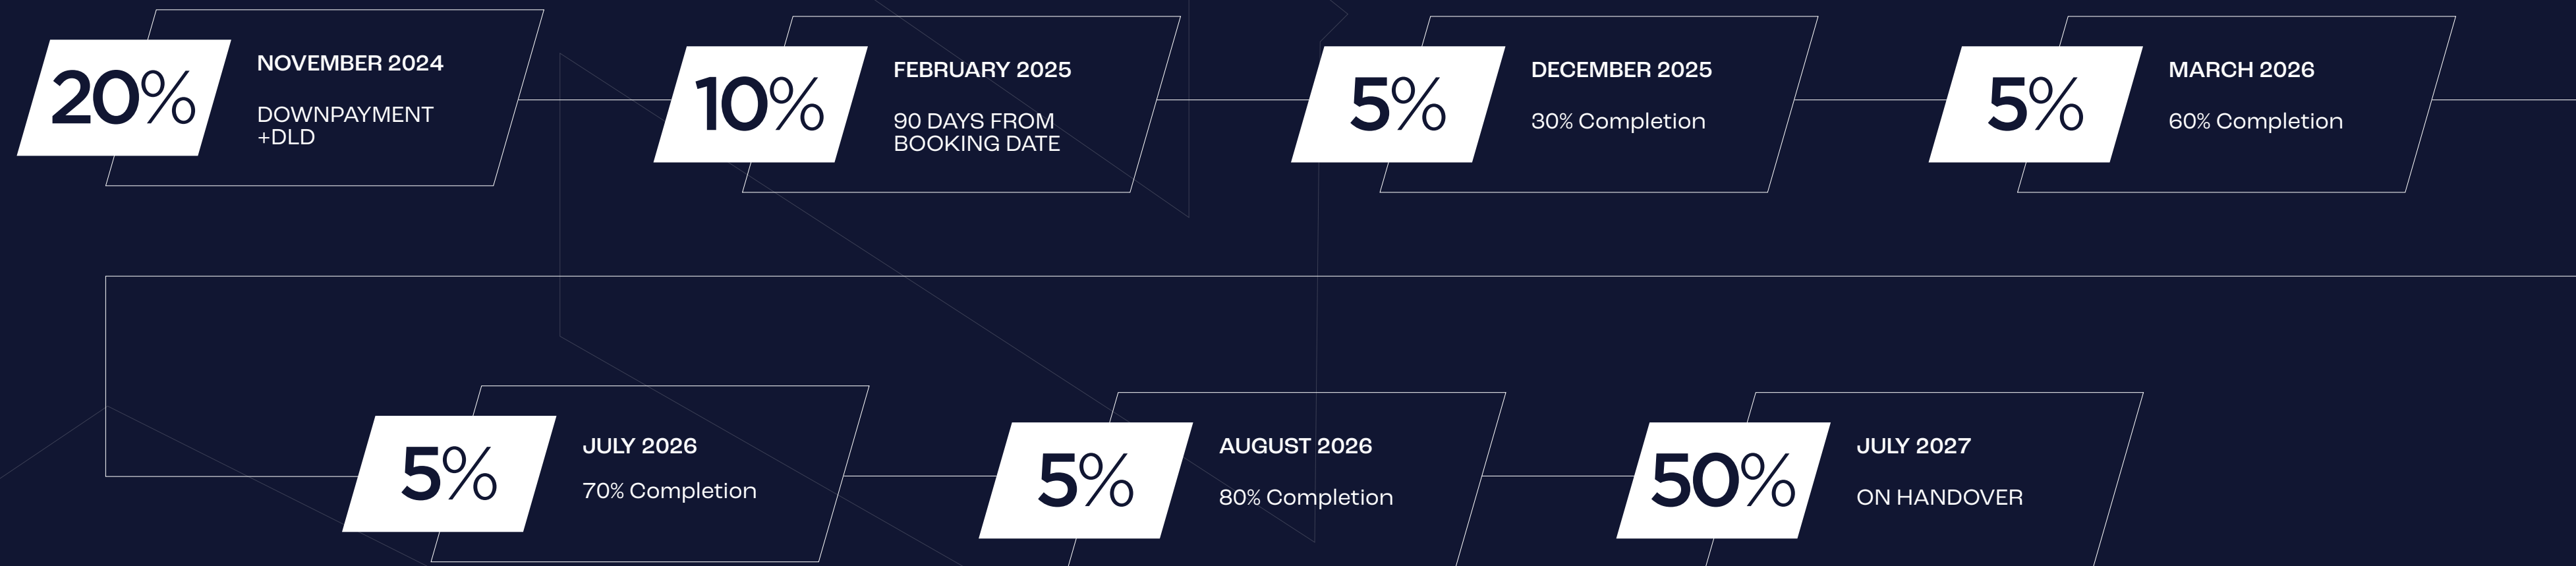 20%
NOVEMBER 2024
DOWNPAYMENT
+DLD
10%
FEBRUARY 2025
90 DAYS FROM
BOOKING DATE
5%
DECEMBER 2025
30% Completion
5%
MARCH 2026
60% Completion
5%
JULY 2026
70% Completion
5%
AUGUST 2026
80% Completion
50%
JULY 2027
ON HANDOVER